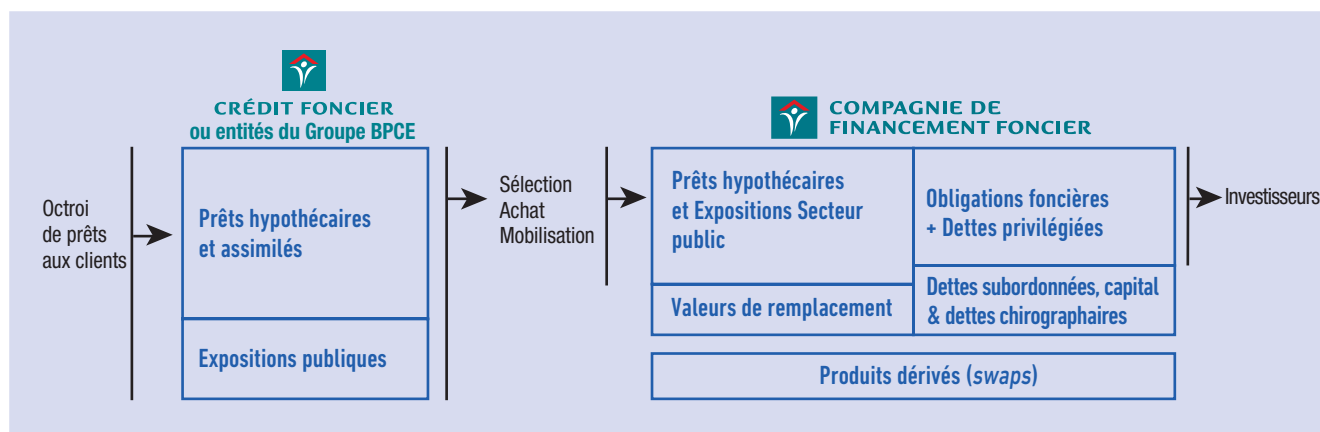 CRÉDIT FONCIER
ou entités du Groupe BPCE
COMPAGNIE DE
FINANCEMENT FONCIER
Octroi
de prêts
aux clients
Prêts hypothécaires
et assimilés
Expositions publiques
Sélection
Achat
Mobilisation
Prêts hypothécaires
et Expositions Secteur
public
Valeurs de remplacement
Obligations foncières
+ Dettes privilégiées
Dettes subordonnées, capital
& dettes chirographaires
Produits dérivés (swaps)
Investisseurs